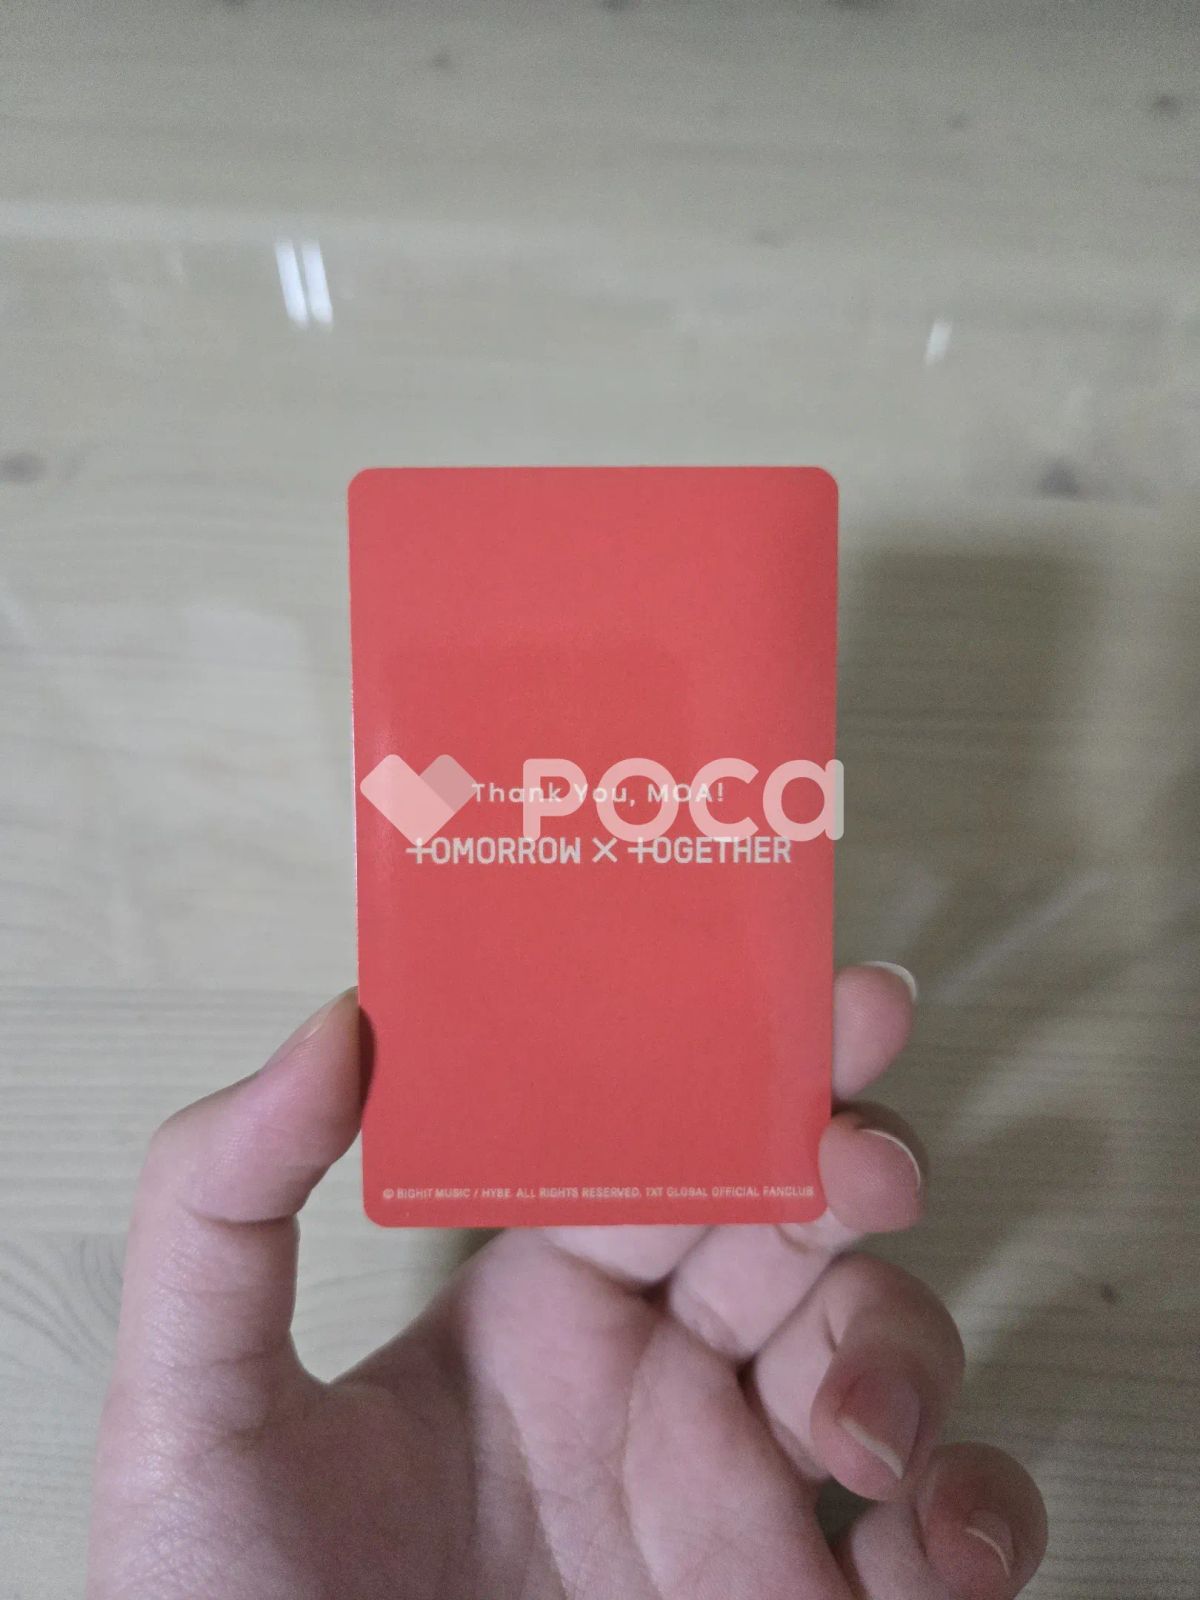 Thank You, MOA!
POCA
TOMORROW X TOGETHER
© BIGHIT MUSIC / HYBE. ALL RIGHTS RESERVED. TXT GLOBAL OFFICIAL FANCLUB